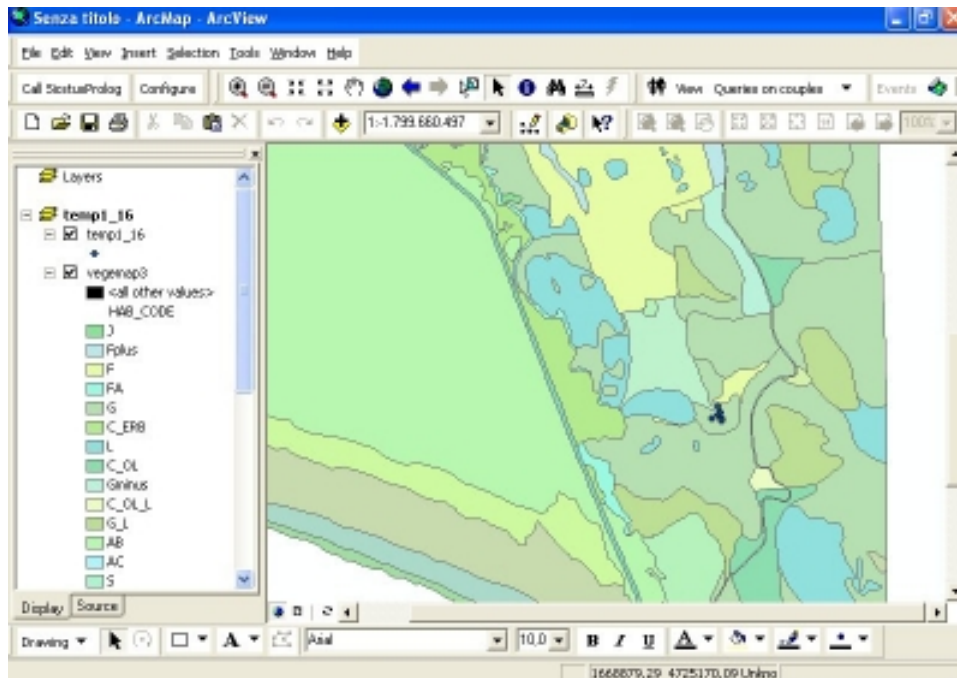 Senza titolo - ArcMap - ArcView
File Edit View Insert Selection Tools Window Help
Call SicstusProlog Configure View Queries on couples Events
1:-1.799.660.497 100%
Layers
temp1_16
temp1_16
vegemap3
<all other values>
HAB_CODE
J
Fplus
F
FA
G
C_ERB
L
C_OL
Gminus
C_OL_L
G_L
AB
AC
S
Display Source
Drawing A Arial 10,0 B I U A
1668879,29 4725170,09 Unkno